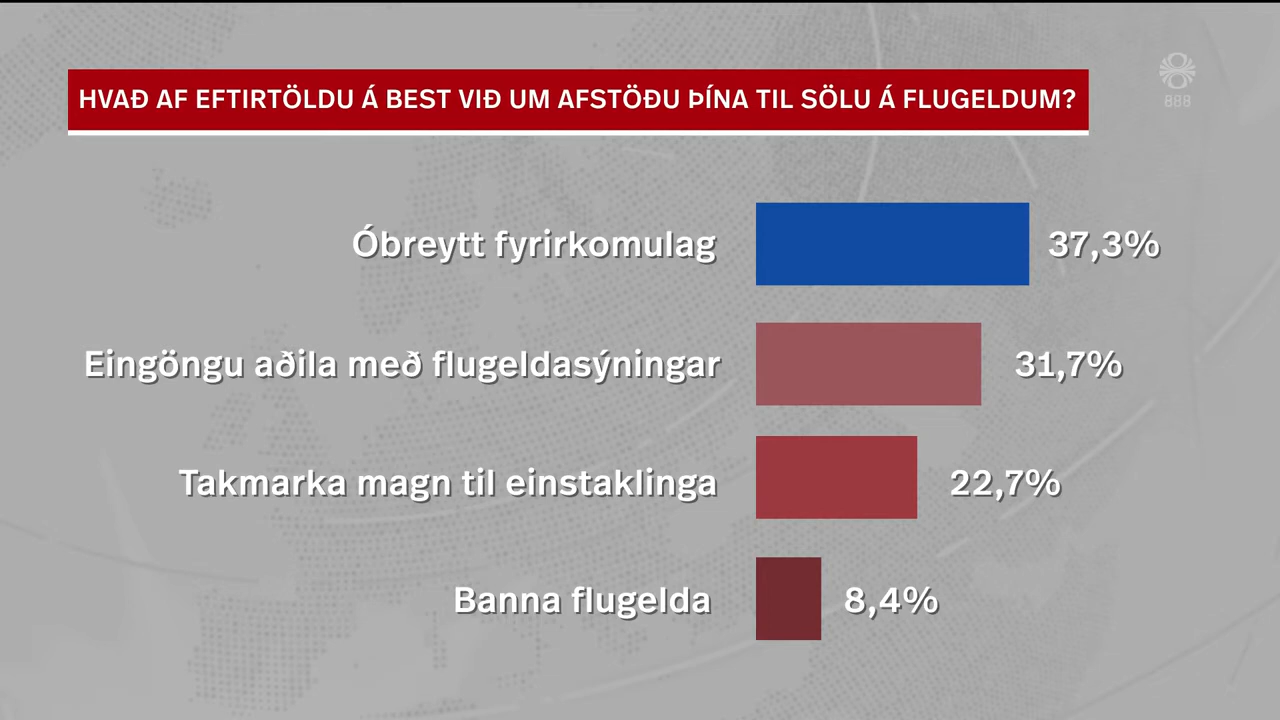 HVAÐ AF EFTIRTÖLDU Á BEST VIÐ UM AFSTÖÐU ÞÍNA TIL SÖLU Á FLUGELDUM?
888
Óbreytt fyrirkomulag 37,3%
Eingöngu aðila með flugeldasýningar 31,7%
Takmarka magn til einstaklinga 22,7%
Banna flugelda 8,4%